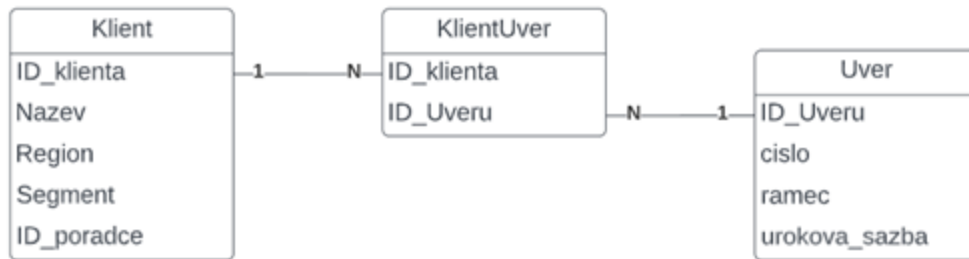 Klient
ID_klienta
Nazev
Region
Segment
ID_poradce
1
N
KlientUver
ID_klienta
ID_Uveru
N
1
Uver
ID_Uveru
cislo
ramec
urokova_sazba